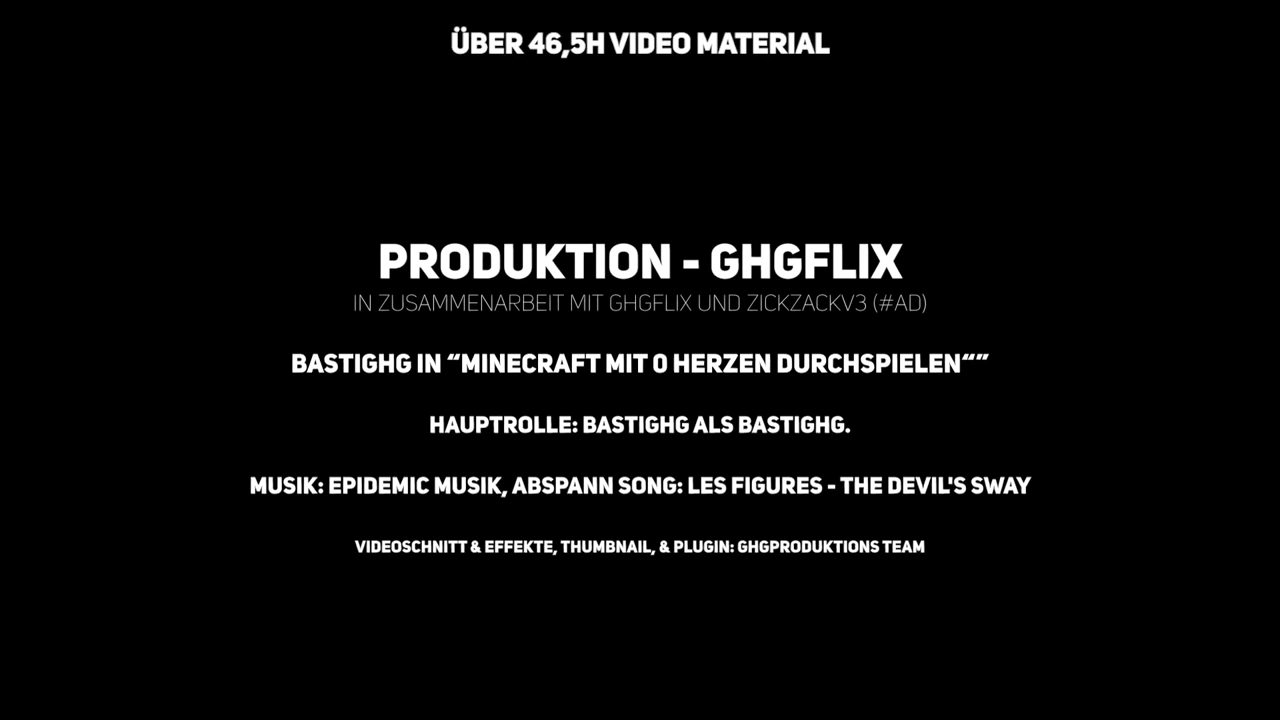 ÜBER 46,5H VIDEO MATERIAL
PRODUKTION - GHGFLIX
IN ZUSAMMENARBEIT MIT GHGFLIX UND ZICKZACKV3 (#AD)
BASTIGHG IN “MINECRAFT MIT 0 HERZEN DURCHSPIELEN“”
HAUPTROLLE: BASTIGHG ALS BASTIGHG.
MUSIK: EPIDEMIC MUSIK, ABSPANN SONG: LES FIGURES - THE DEVIL'S SWAY
VIDEOSCHNITT & EFFEKTE, THUMBNAIL, & PLUGIN: GHGPRODUKTIONS TEAM